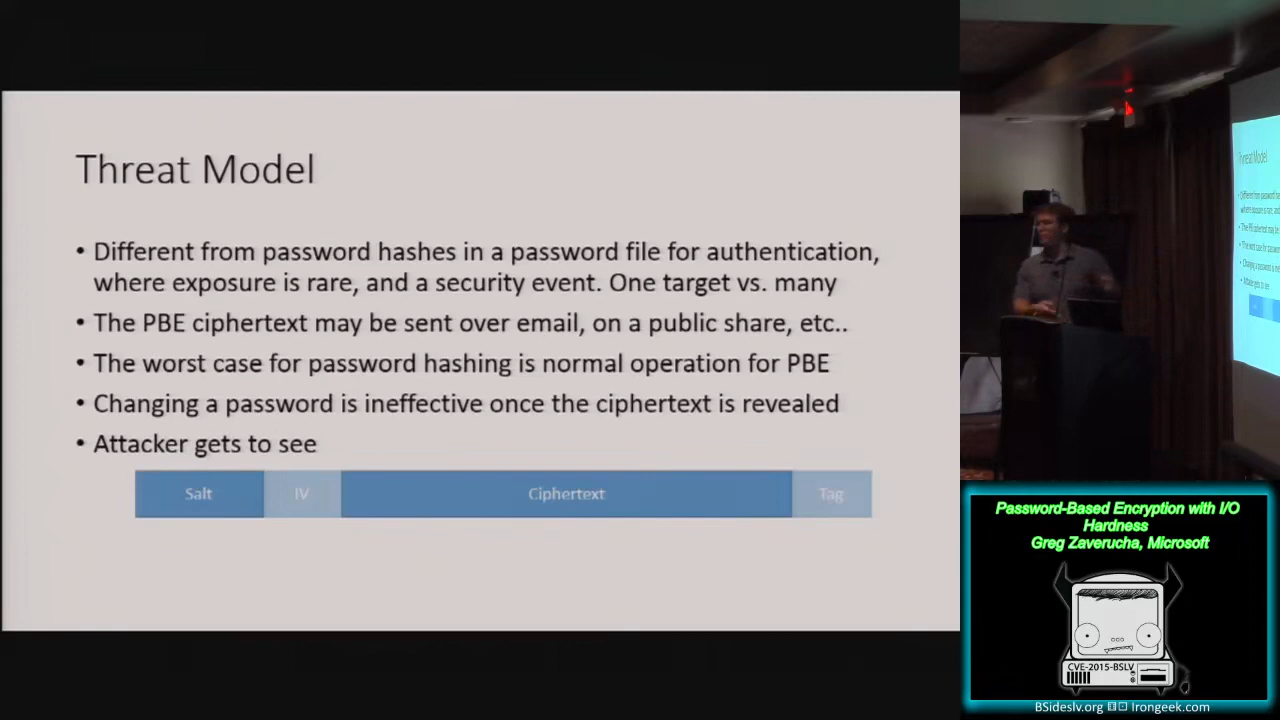 Threat Model
• Different from password hashes in a password file for authentication,
where exposure is rare, and a security event. One target vs. many
• The PBE ciphertext may be sent over email, on a public share, etc..
• The worst case for password hashing is normal operation for PBE
• Changing a password is ineffective once the ciphertext is revealed
• Attacker gets to see
Salt IV Ciphertext Tag
Threat Model
Password-Based Encryption with I/O
Hardness
Greg Zaverucha, Microsoft
CVE-2015-BSLV
BSideslv.org Irongeek.com